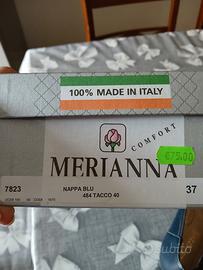 100% MADE IN ITALY
COMFORT
€75,00
MERIANNA
7823
NAPPA BLU
37
484 TACCO 40
subito